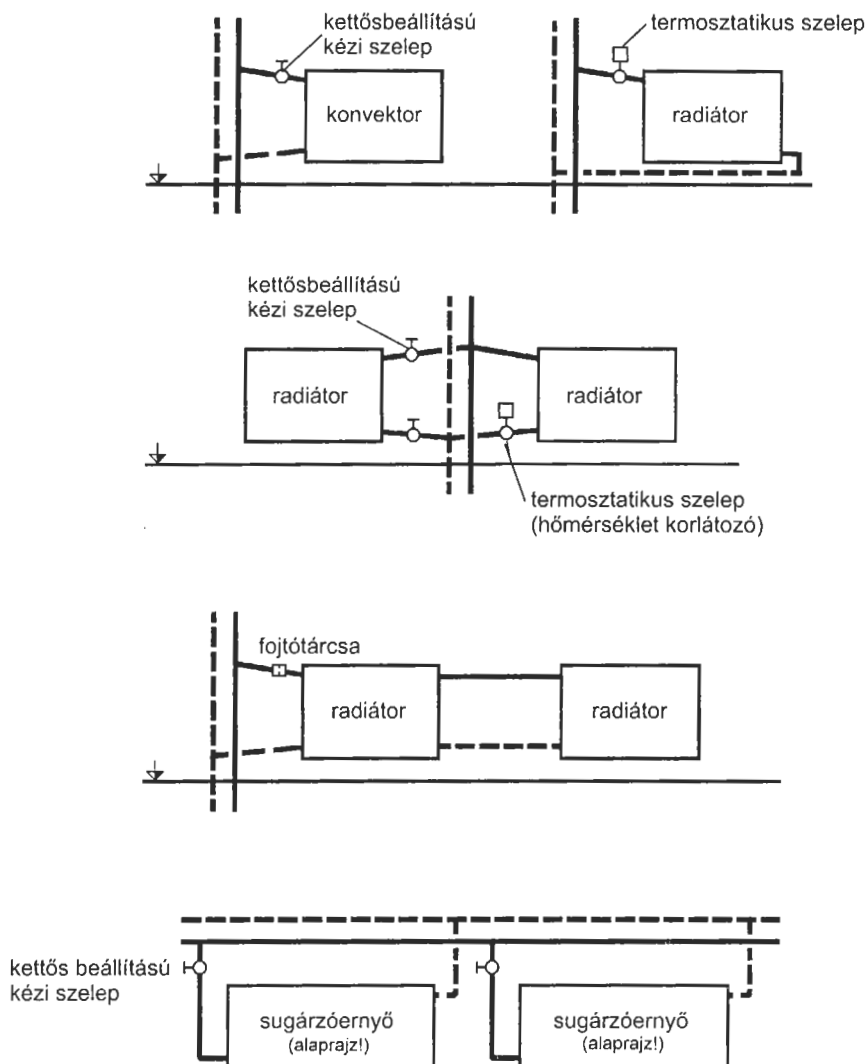 kettősbeállítású
kézi szelep
termosztatikus szelep
konvektor
radiátor
kettősbeállítású
kézi szelep
radiátor
radiátor
termosztatikus szelep
(hőmérséklet korlátozó)
fojtótárcsa
radiátor
radiátor
kettős beállítású
kézi szelep
sugárzóernyő
(alaprajz!)
sugárzóernyő
(alaprajz!)